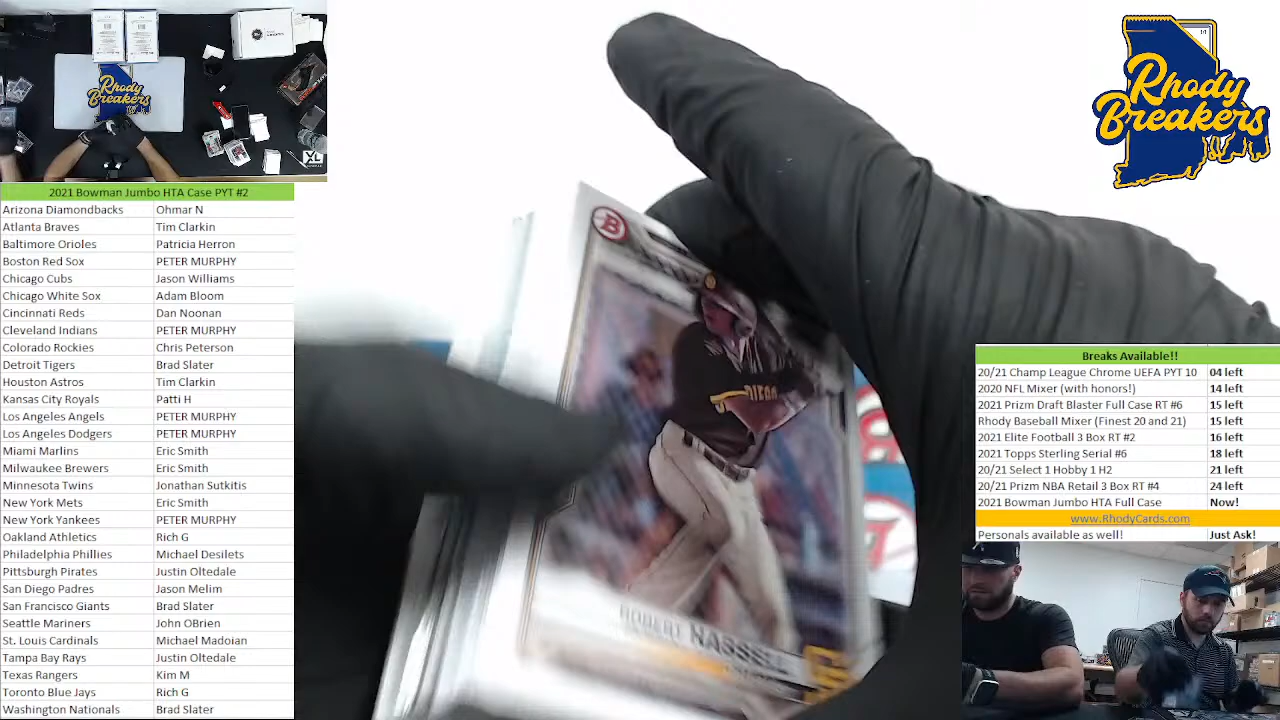 2021 Bowman Jumbo HTA Case PYT #2
Arizona Diamondbacks Ohmar N
Atlanta Braves Tim Clarkin
Baltimore Orioles Patricia Herron
Boston Red Sox PETER MURPHY
Chicago Cubs Jason Williams
Chicago White Sox Adam Bloom
Cincinnati Reds Dan Noonan
Cleveland Indians PETER MURPHY
Colorado Rockies Chris Peterson
Detroit Tigers Brad Slater
Houston Astros Tim Clarkin
Kansas City Royals Patti H
Los Angeles Angels PETER MURPHY
Los Angeles Dodgers PETER MURPHY
Miami Marlins Eric Smith
Milwaukee Brewers Eric Smith
Minnesota Twins Jonathan Sutkitis
New York Mets Eric Smith
New York Yankees PETER MURPHY
Oakland Athletics Rich G
Philadelphia Phillies Michael Desilets
Pittsburgh Pirates Justin Oltedale
San Diego Padres Jason Melim
San Francisco Giants Brad Slater
Seattle Mariners John OBrien
St. Louis Cardinals Michael Madoian
Tampa Bay Rays Justin Oltedale
Texas Rangers Kim M
Toronto Blue Jays Rich G
Washington Nationals Brad Slater
Rhody
Breakers
XL
B
ROBERT
Rhody
Breakers
Breaks Available!!
20/21 Champ League Chrome UEFA PYT 10 04 left
2020 NFL Mixer (with honors!) 14 left
2021 Prizm Draft Blaster Full Case RT #6 15 left
Rhody Baseball Mixer (Finest 20 and 21) 15 left
2021 Elite Football 3 Box RT #2 16 left
2021 Topps Sterling Serial #6 18 left
20/21 Select 1 Hobby 1 H2 21 left
20/21 Prizm NBA Retail 3 Box RT #4 24 left
2021 Bowman Jumbo HTA Full Case Now!
www.RhodyCards.com
Personals available as well! Just Ask!